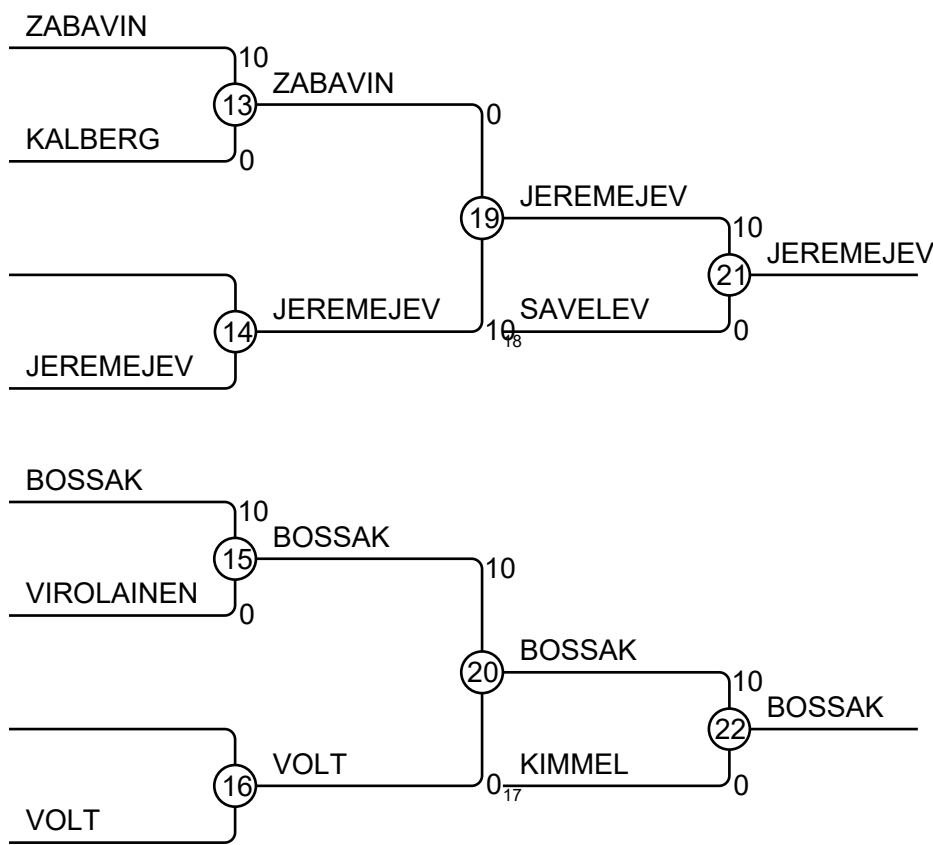 ZABAVIN
10
13
ZABAVIN
0
KALBERG
0
19
JEREMEJEV
10
JEREMEJEV
21
14
JEREMEJEV
10
18
SAVELEV
0
JEREMEJEV
BOSSAK
10
15
BOSSAK
10
VIROLAINEN
0
20
BOSSAK
10
BOSSAK
22
16
VOLT
0
17
KIMMEL
0
VOLT